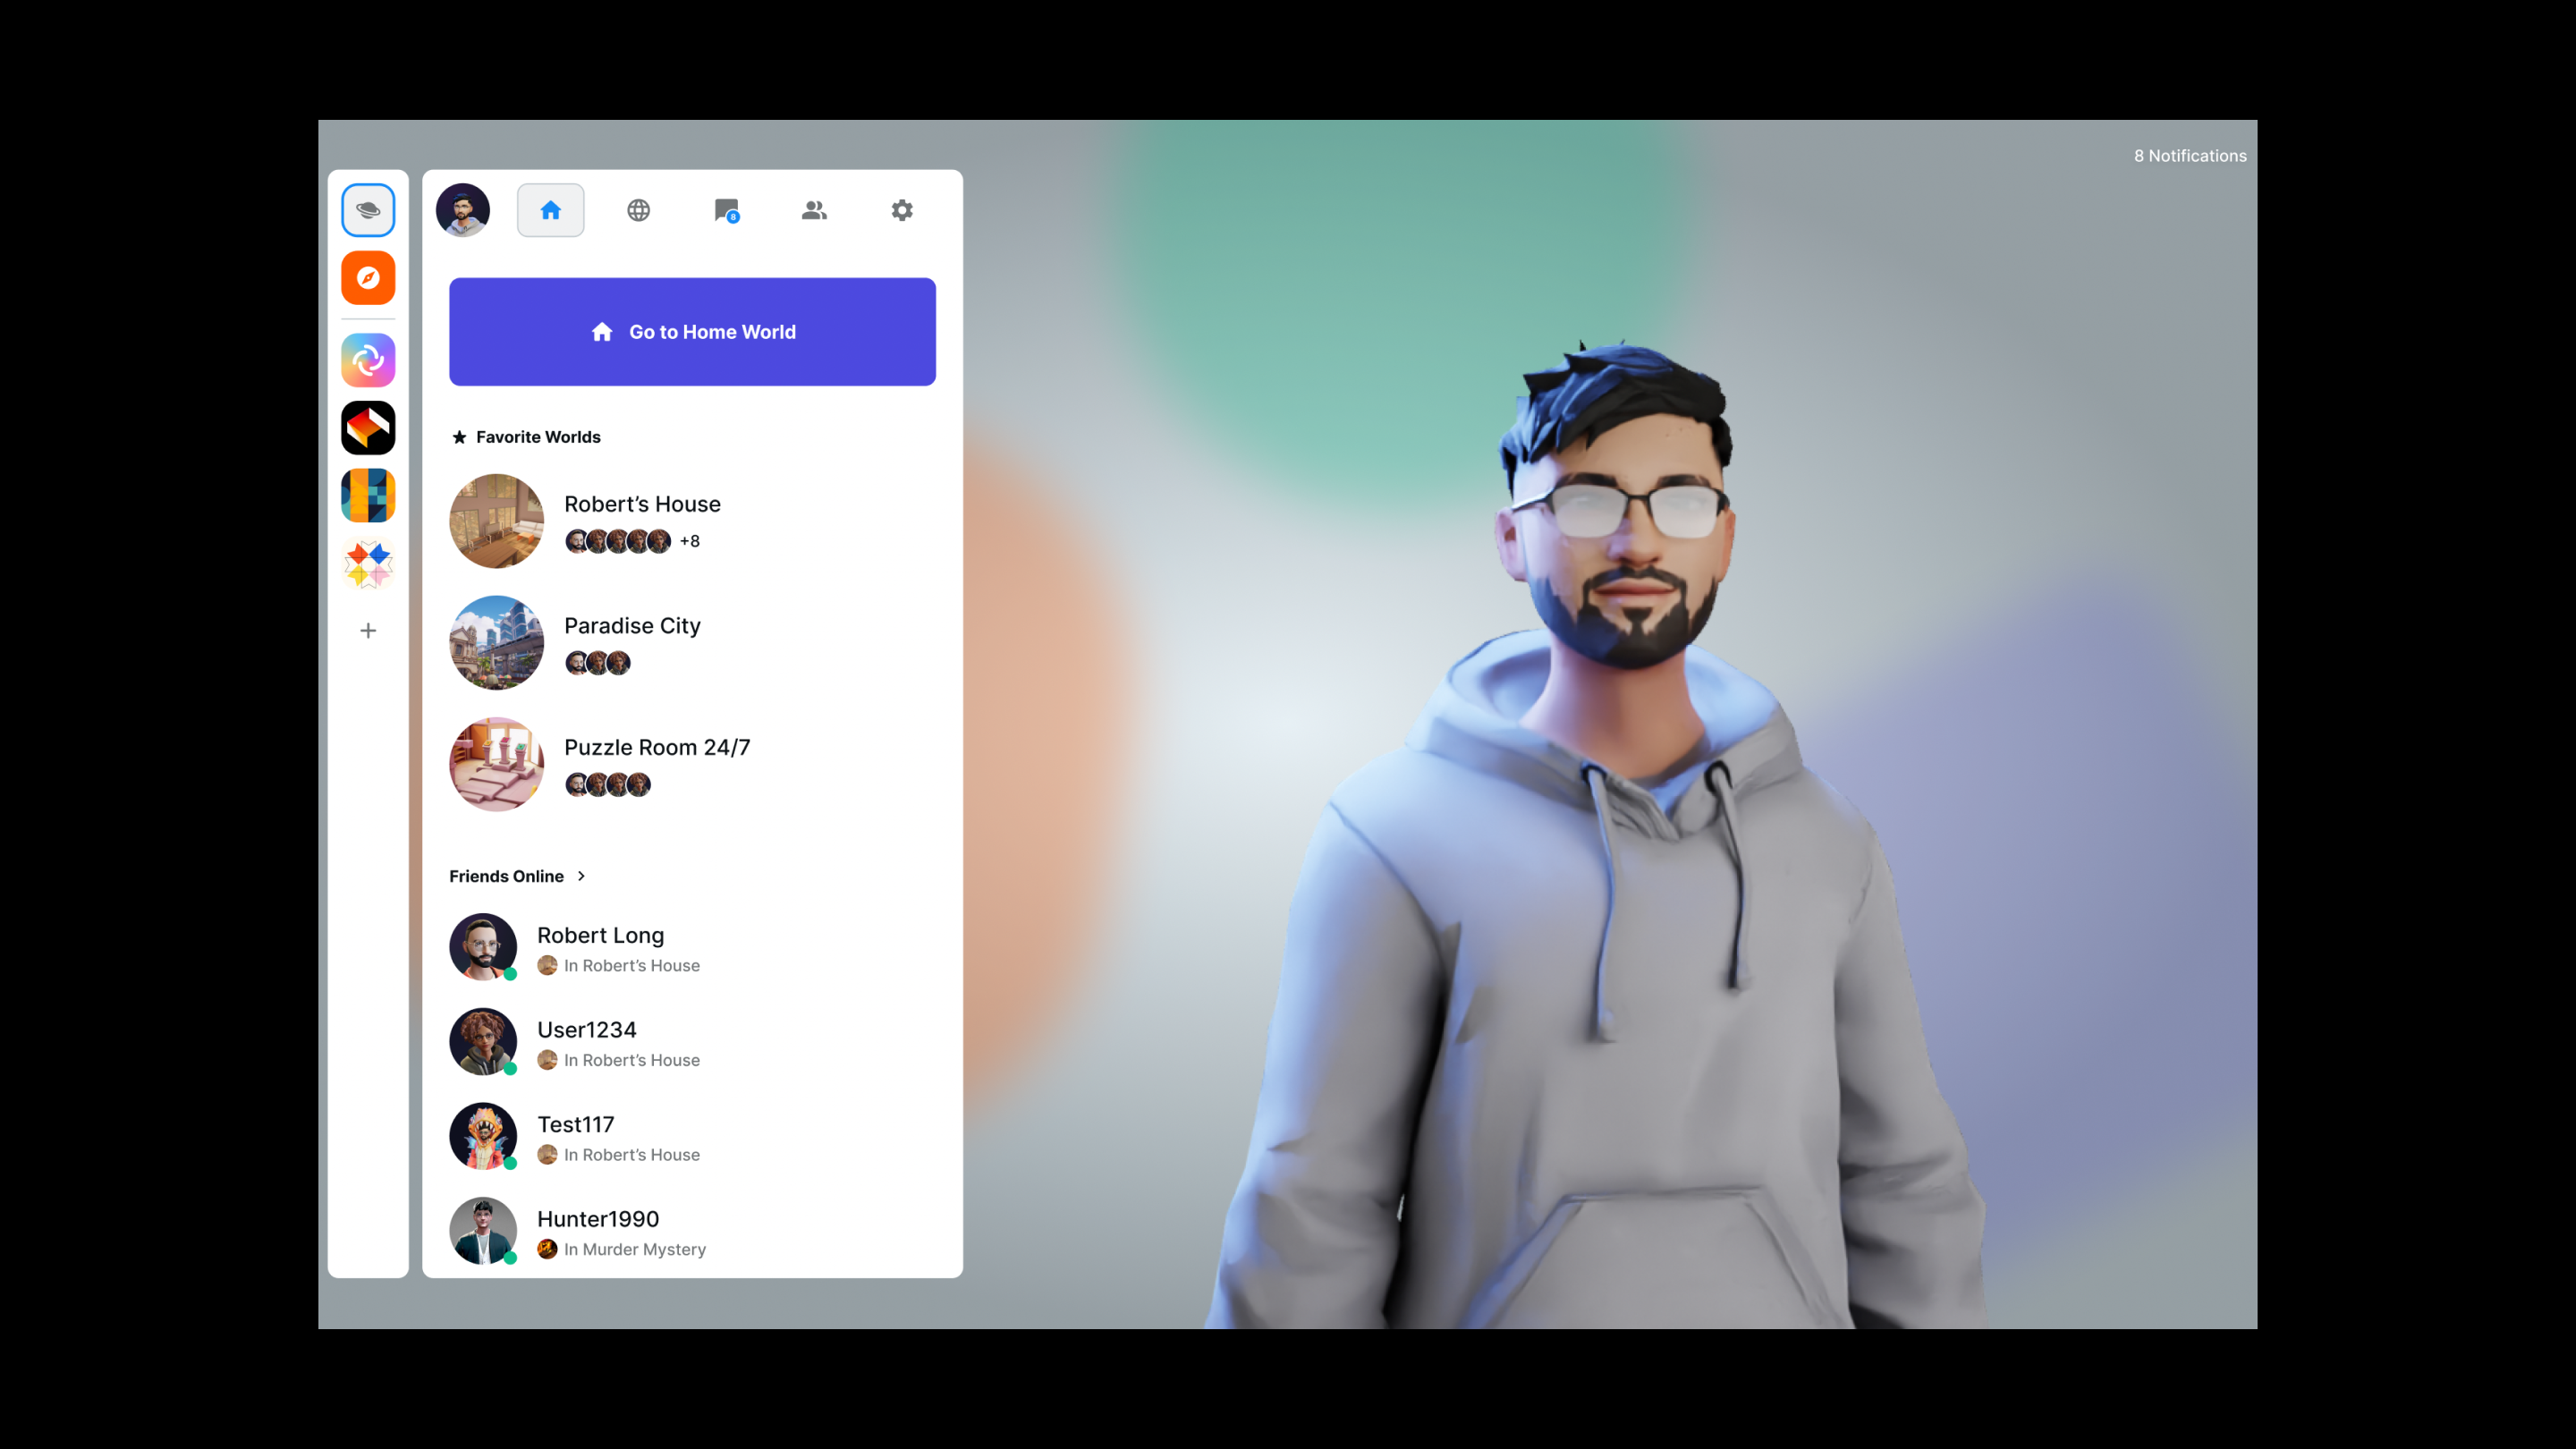 8 Notifications
8
Go to Home World
Favorite Worlds
Robert’s House
+8
Paradise City
Puzzle Room 24/7
Friends Online
Robert Long
In Robert’s House
User1234
In Robert’s House
Test117
In Robert’s House
Hunter1990
In Murder Mystery